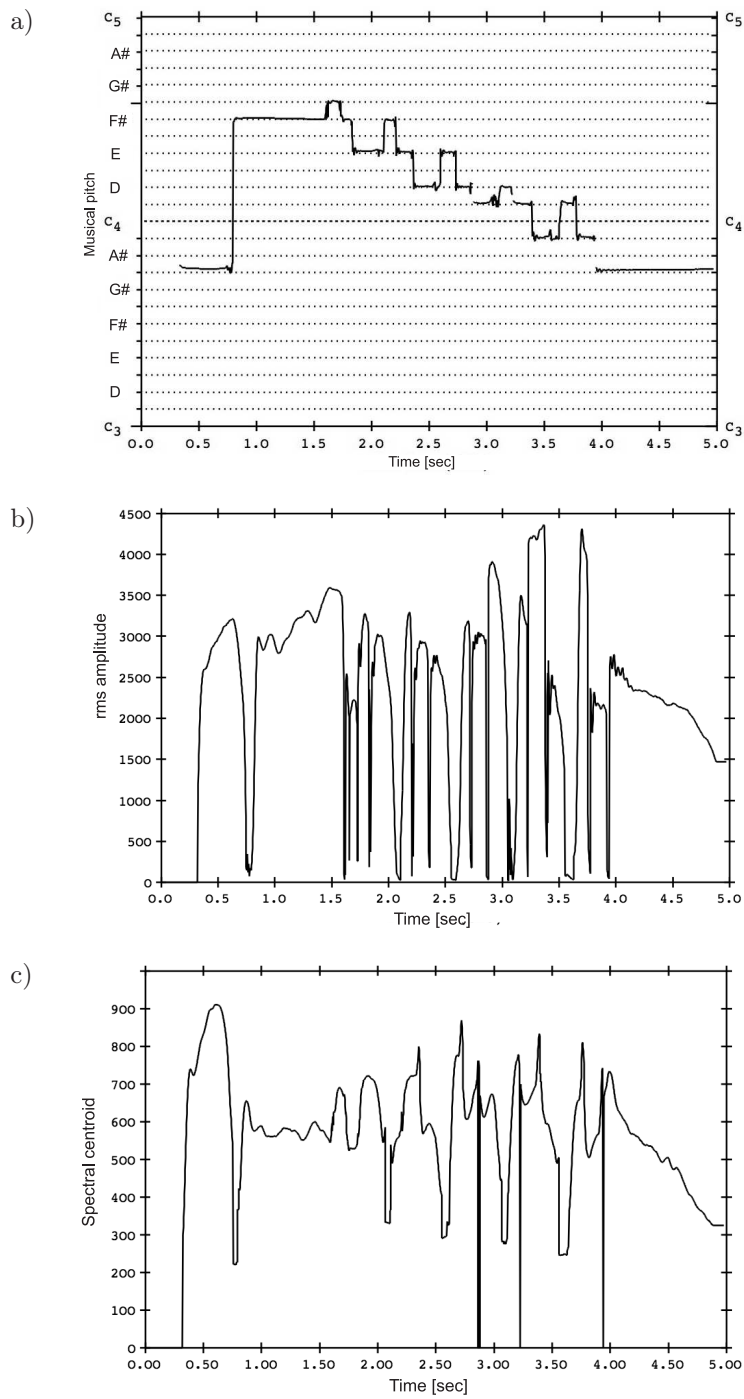 a)
C5 C5
A#
G#
F#
E
D
C4 C4
A#
G#
F#
E
D
C3 C3
Musical pitch
0.0 0.5 1.0 1.5 2.0 2.5 3.0 3.5 4.0 4.5 5.0
Time [sec]
b)
4500
4000
3500
3000
2500
2000
1500
1000
500
0
rms amplitude
0.0 0.5 1.0 1.5 2.0 2.5 3.0 3.5 4.0 4.5 5.0
Time [sec]
c)
900
800
700
600
500
400
300
200
100
0
Spectral centroid
0.00 0.50 1.00 1.50 2.00 2.50 3.00 3.50 4.00 4.50 5.00
Time [sec]